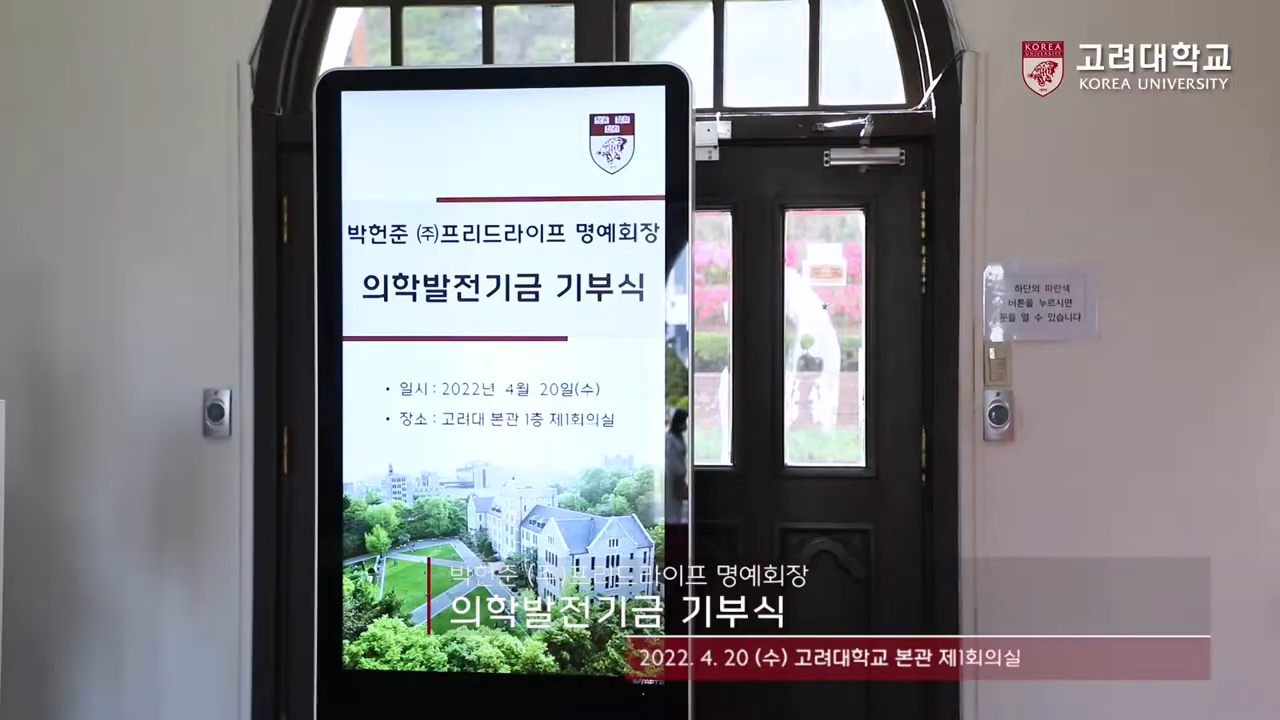 KOREA
UNIVERSITY
고려대학교
KOREA UNIVERSITY
박헌준 ㈜프리드라이프 명예회장
의학발전기금 기부식
• 일시 : 2022년 4월 20일(수)
• 장소 : 고려대 본관 1층 제1회의실
하단의 파란색
버튼을 누르시면
문을 열 수 있습니다
박헌준 (주)프리드라이프 명예회장
의학발전기금 기부식
2022. 4. 20 (수) 고려대학교 본관 제1회의실